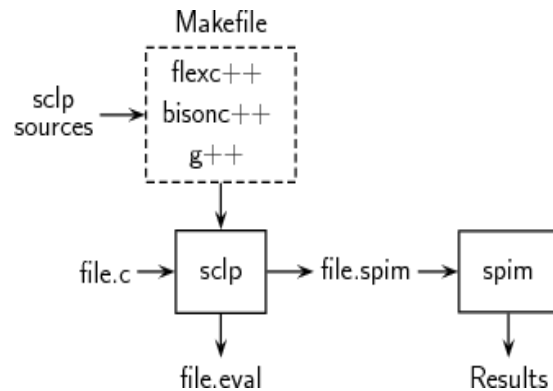 Makefile
flexc++
bisonc++
g++
sclp
sources
file.c
sclp
file.spim
spim
file.eval
Results